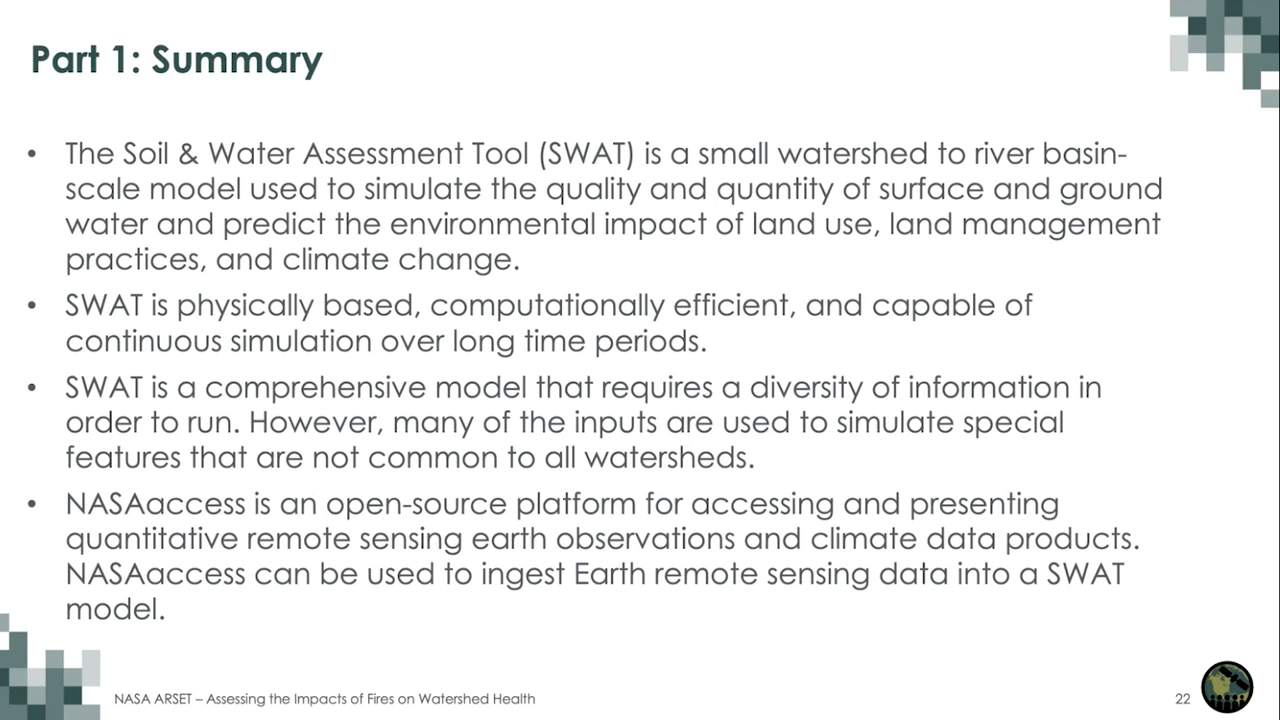 Part 1: Summary
• The Soil & Water Assessment Tool (SWAT) is a small watershed to river basin-
scale model used to simulate the quality and quantity of surface and ground
water and predict the environmental impact of land use, land management
practices, and climate change.
• SWAT is physically based, computationally efficient, and capable of
continuous simulation over long time periods.
• SWAT is a comprehensive model that requires a diversity of information in
order to run. However, many of the inputs are used to simulate special
features that are not common to all watersheds.
• NASAaccess is an open-source platform for accessing and presenting
quantitative remote sensing earth observations and climate data products.
NASAaccess can be used to ingest Earth remote sensing data into a SWAT
model.
NASA ARSET – Assessing the Impacts of Fires on Watershed Health
22